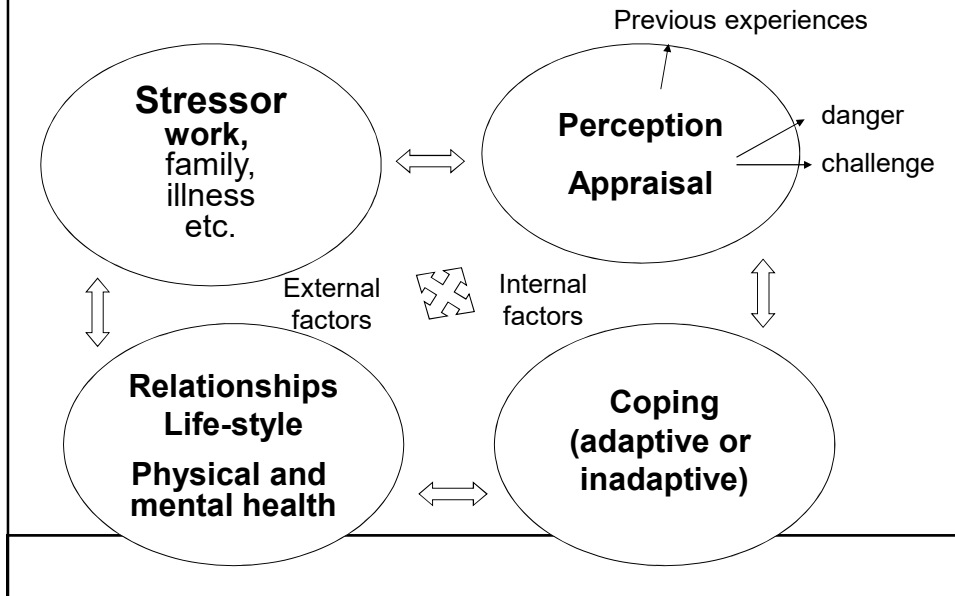 Previous experiences
Stressor
work,
family,
illness
etc.
Perception
Appraisal
danger
challenge
External
factors
Internal
factors
Relationships
Life-style
Physical and
mental health
Coping
(adaptive or
inadaptive)